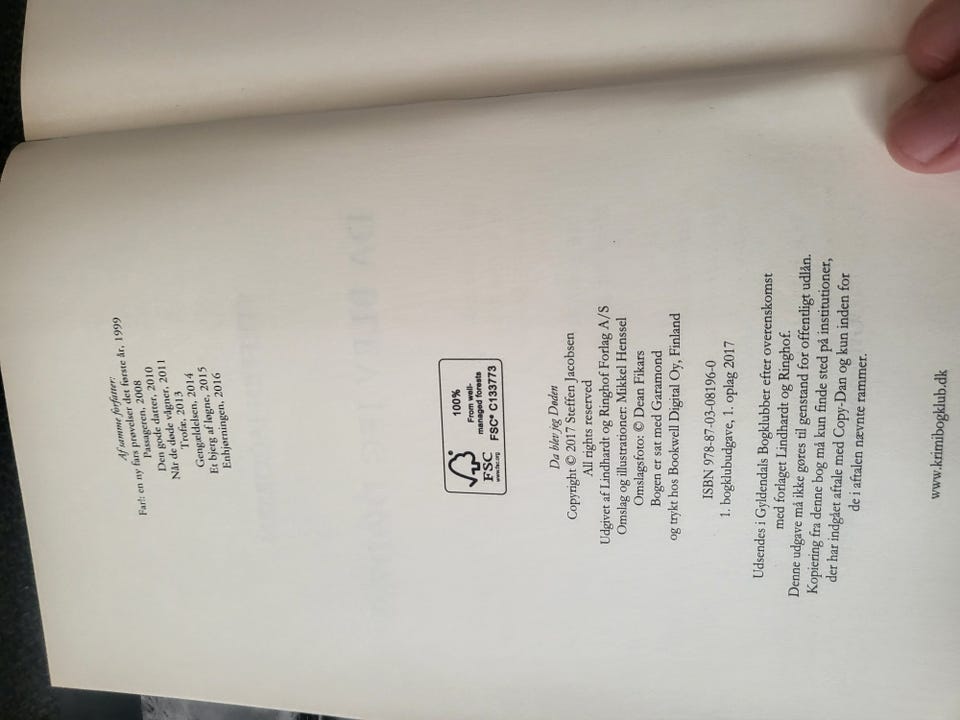 Af samme forfatter:
Far!: en ny fars prøvelser det første år, 1999
Passageren, 2008
Den gode datter, 2010
Når de døde vågner, 2011
Trofæ, 2013
Gengældelsen, 2014
Et bjerg af løgne, 2015
Enhjørningen, 2016
FSC
www.fsc.org
100%
From well-
managed forests
FSC® C133773
Da blev jeg Døden
Copyright © 2017 Steffen Jacobsen
All rights reserved
Udgivet af Lindhardt og Ringhof Forlag A/S
Omslag og illustrationer: Mikkel Henssel
Omslagsfoto: © Dean Fikars
Bogen er sat med Garamond
og trykt hos Bookwell Digital Oy, Finland
ISBN 978-87-03-08196-0
1. bogklubudgave, 1. oplag 2017
Udsendes i Gyldendals Bogklubber efter overenskomst
med forlaget Lindhardt og Ringhof.
Denne udgave må ikke gøres til genstand for offentligt udlån.
Kopiering fra denne bog må kun finde sted på institutioner,
der har indgået aftale med Copy-Dan og kun inden for
de i aftalen nævnte rammer.
www.krimibogklub.dk